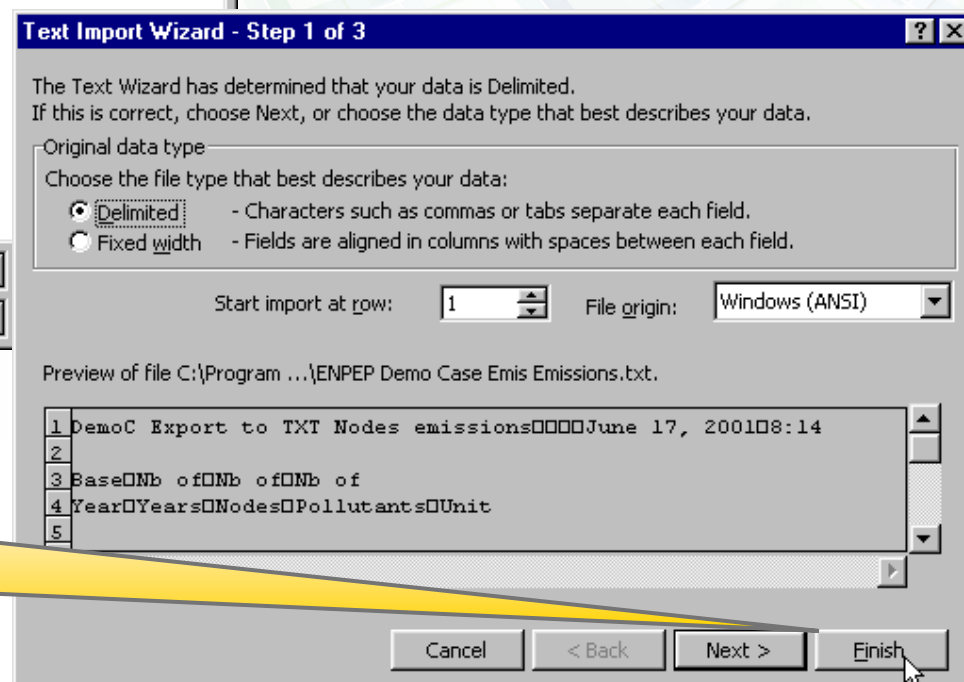 Text Import Wizard - Step 1 of 3
The Text Wizard has determined that your data is Delimited.
If this is correct, choose Next, or choose the data type that best describes your data.
Original data type
Choose the file type that best describes your data:
Delimited - Characters such as commas or tabs separate each field.
Fixed width - Fields are aligned in columns with spaces between each field.
Start import at row: 1 File origin: Windows (ANSI)
Preview of file C:\Program ...\ENPEP Demo Case Emis Emissions.txt.
1 DemoC Export to TXT Nodes emissions□□□□June 17, 2001□8:14
2
3 Base□Nb of□Nb of□Nb of
4 Year□Years□Nodes□Pollutants□Unit
5
Cancel < Back Next > Finish